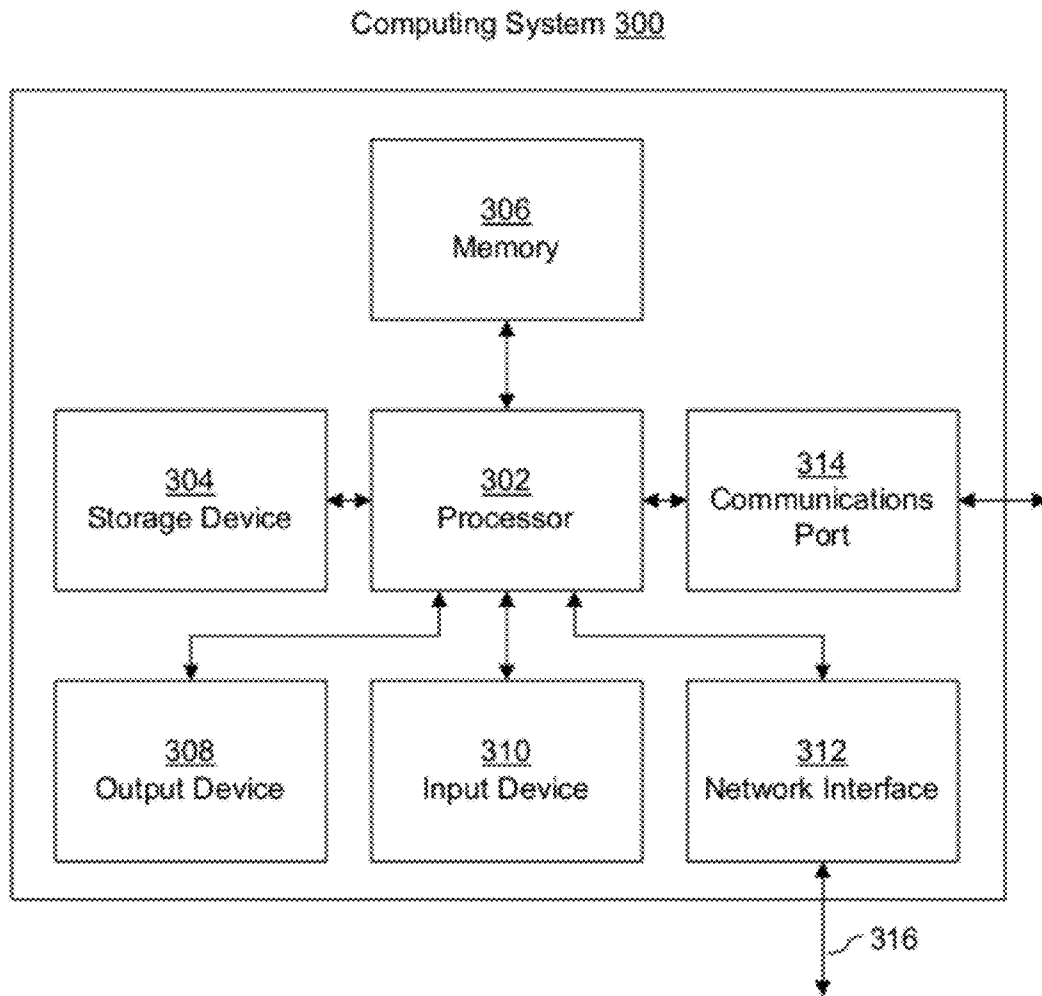 Computing System 300
306
Memory
304
Storage Device
302
Processor
314
Communications
Port
308
Output Device
310
Input Device
312
Network Interface
316